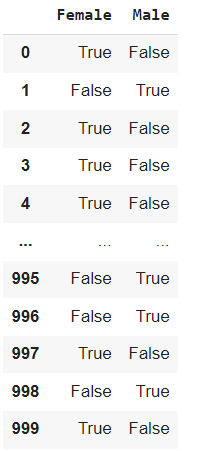 Female Male
0 True False
1 False True
2 True False
3 True False
4 True False
... ... ...
995 False True
996 False True
997 True False
998 False True
999 True False